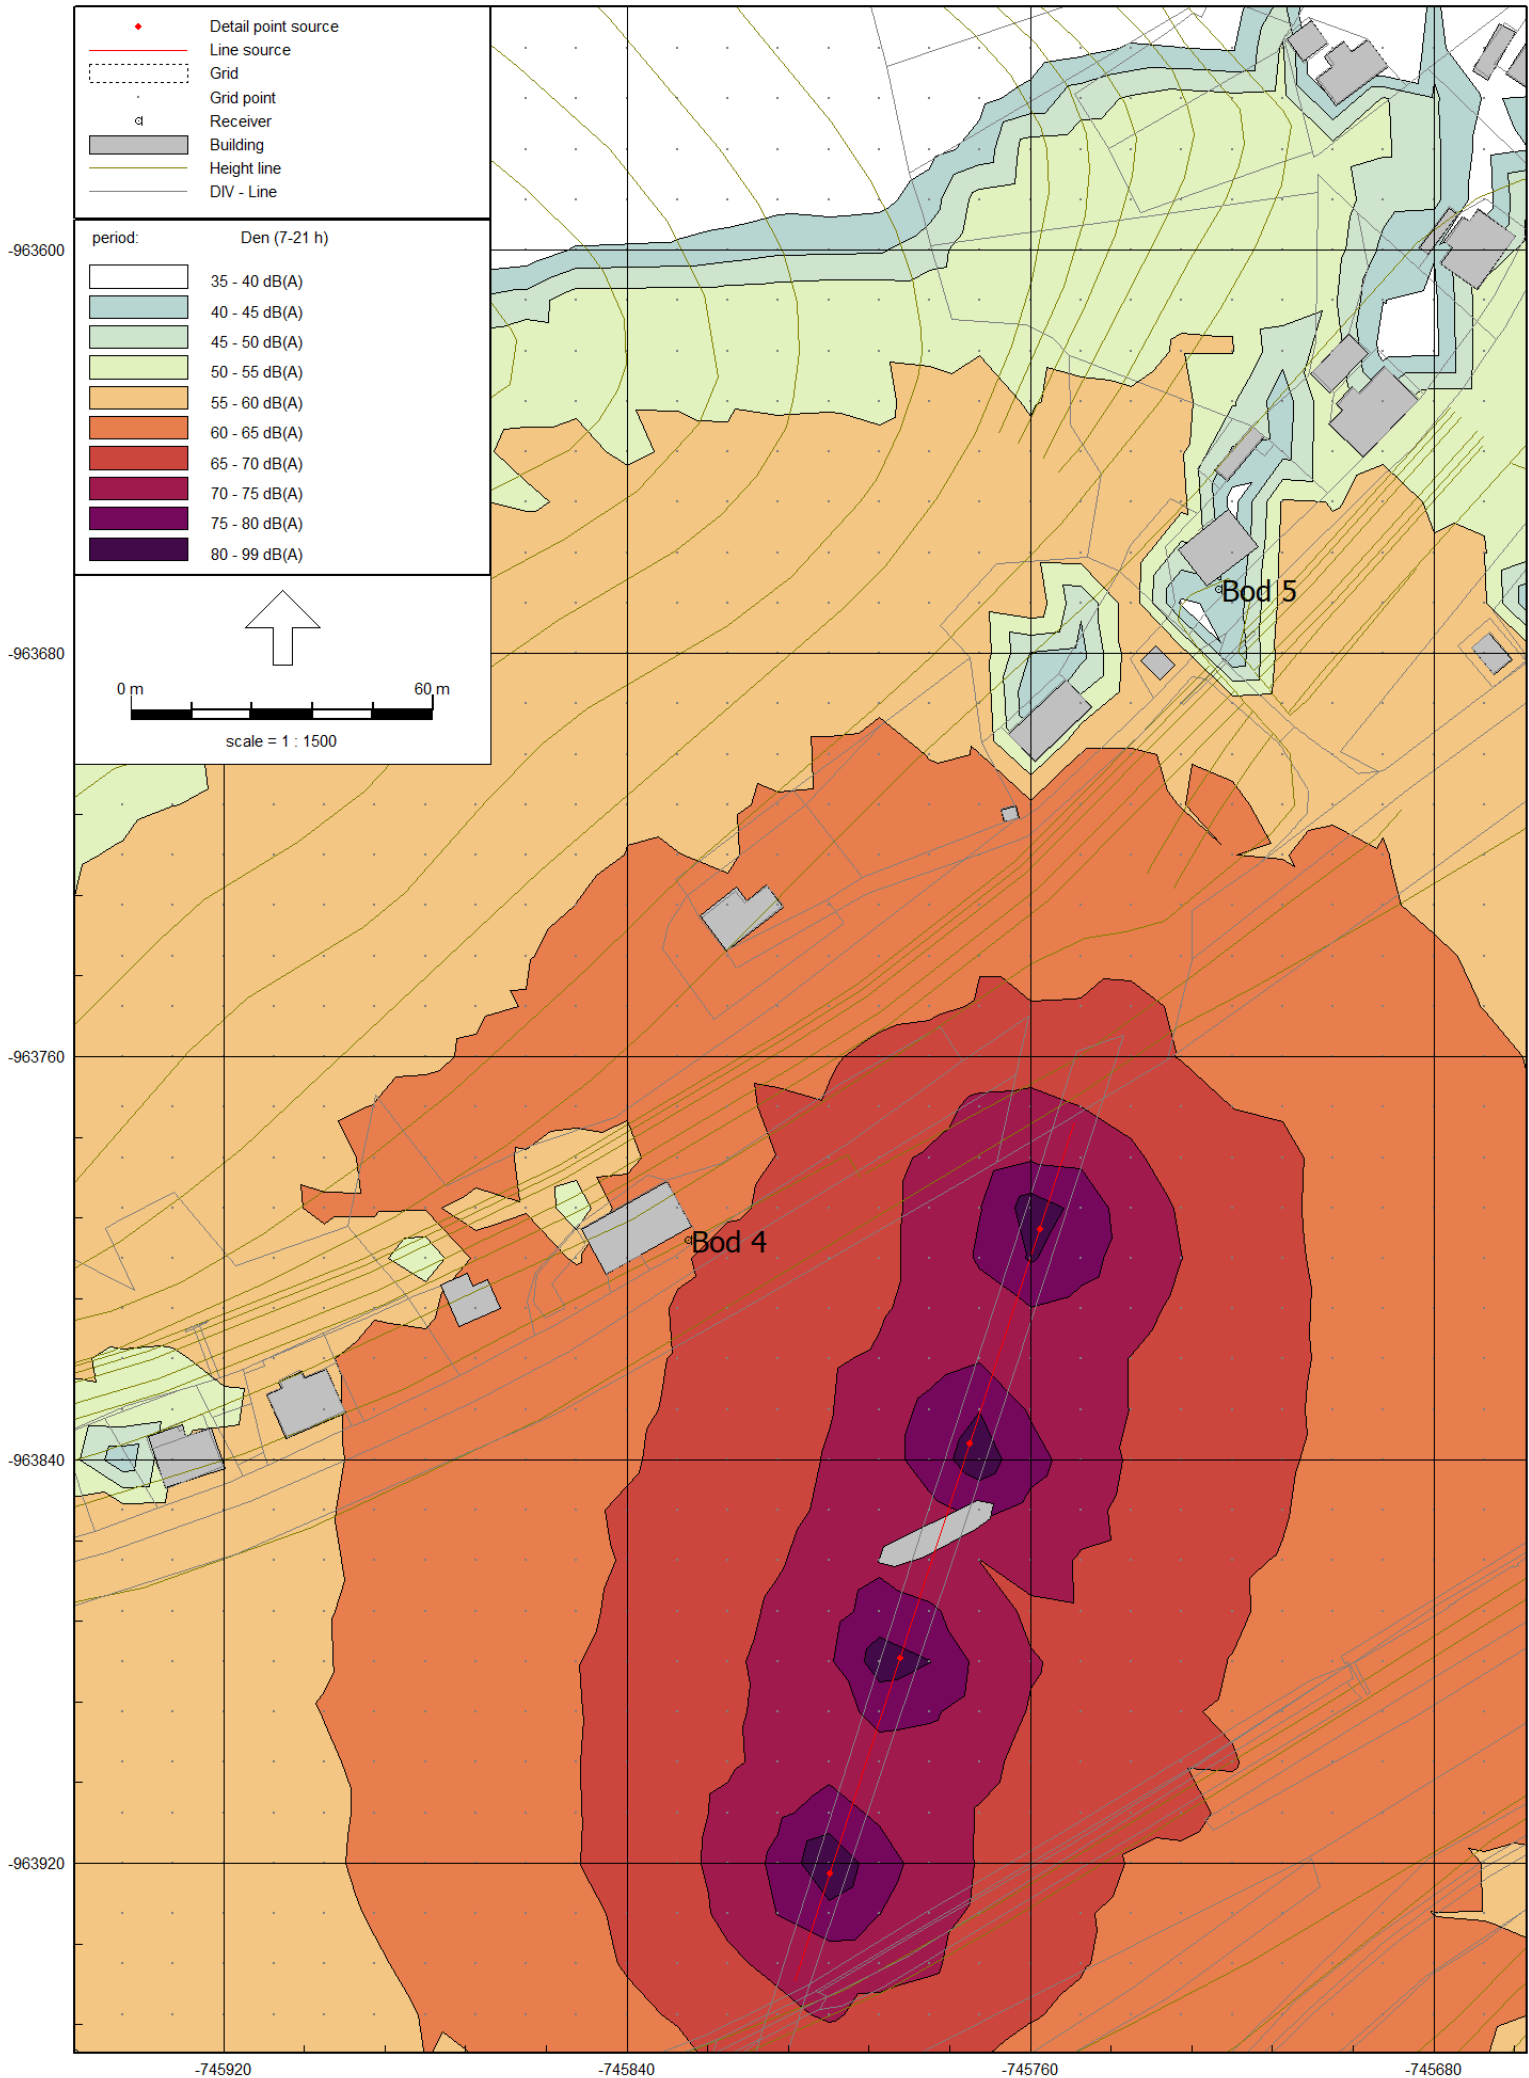 Detail point source
Line source
Grid
Grid point
Receiver
Building
Height line
DIV - Line
period: Den (7-21 h)
35 - 40 dB(A)
40 - 45 dB(A)
45 - 50 dB(A)
50 - 55 dB(A)
55 - 60 dB(A)
60 - 65 dB(A)
65 - 70 dB(A)
70 - 75 dB(A)
75 - 80 dB(A)
80 - 99 dB(A)
0 m 60 m
scale = 1 : 1500
-963600
-963680
-963760
-963840
-963920
Bod 5
Bod 4
-745920 -745840 -745760 -745680